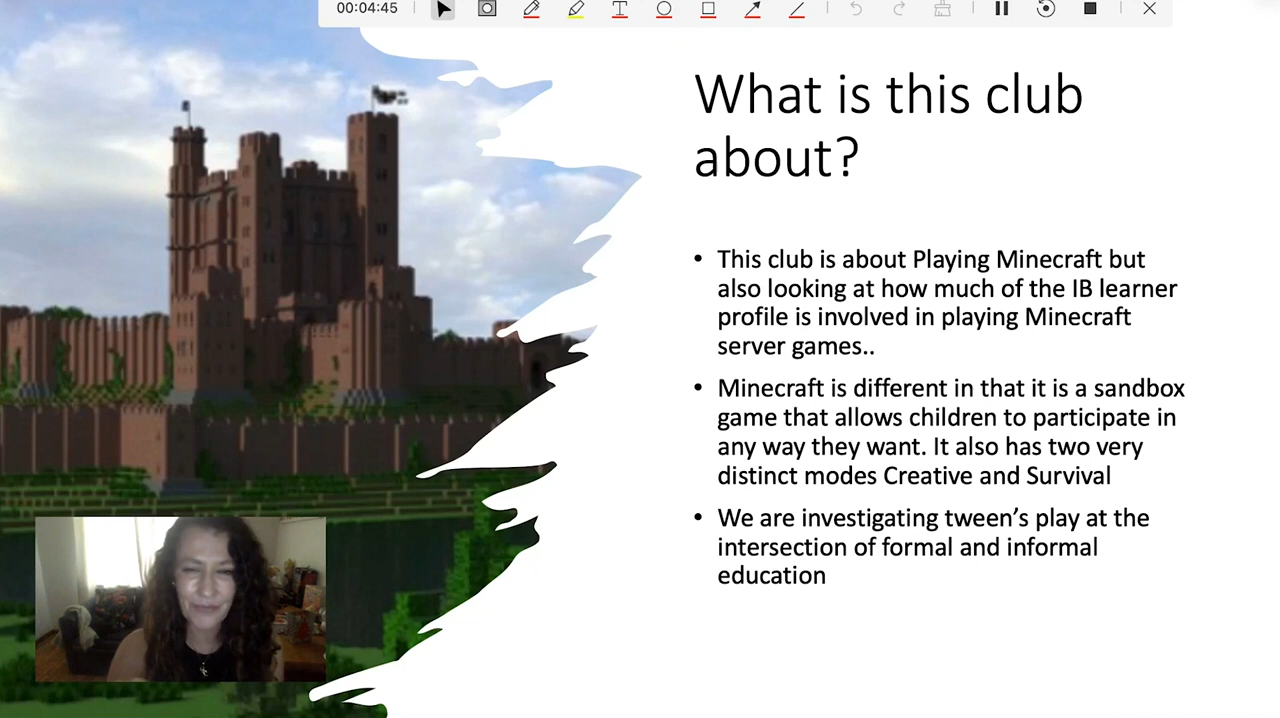 00:04:45
What is this club
about?
• This club is about Playing Minecraft but
also looking at how much of the IB learner
profile is involved in playing Minecraft
server games..
• Minecraft is different in that it is a sandbox
game that allows children to participate in
any way they want. It also has two very
distinct modes Creative and Survival
• We are investigating tween’s play at the
intersection of formal and informal
education